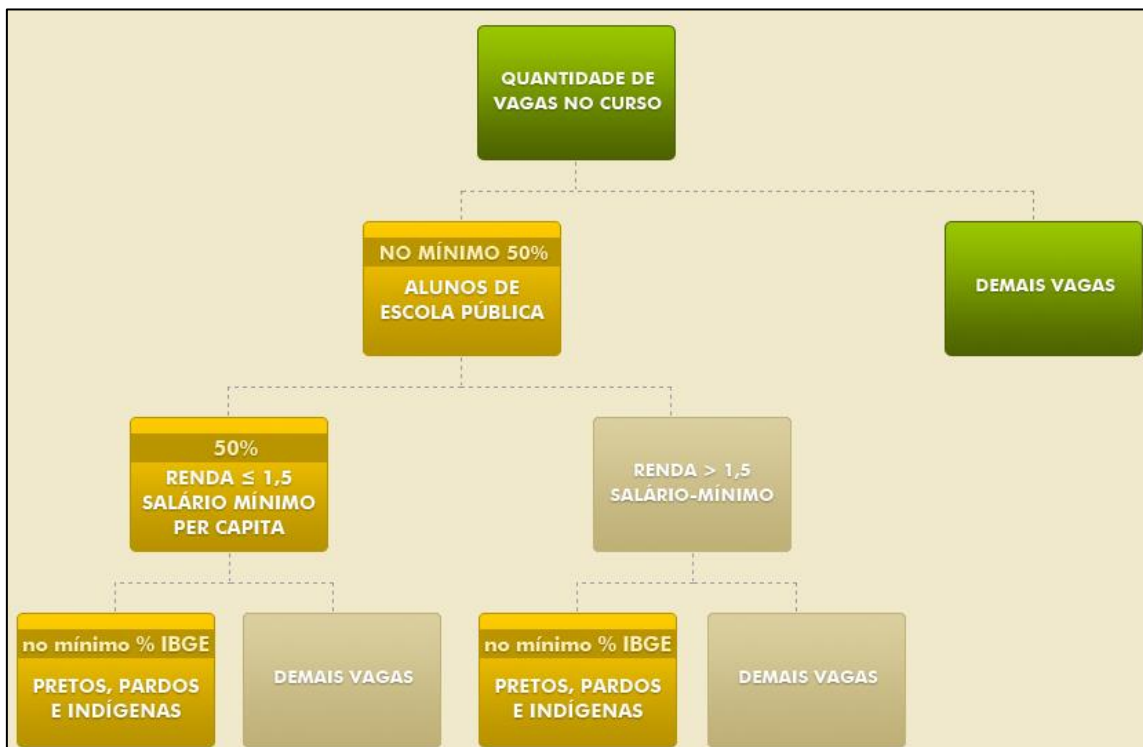 QUANTIDADE DE
VAGAS NO CURSO
NO MÍNIMO 50%
ALUNOS DE
ESCOLA PÚBLICA
DEMAIS VAGAS
50%
RENDA ≤ 1,5
SALÁRIO MÍNIMO
PER CAPITA
RENDA > 1,5
SALÁRIO-MÍNIMO
no mínimo % IBGE
PRETOS, PARDOS
E INDÍGENAS
DEMAIS VAGAS
no mínimo % IBGE
PRETOS, PARDOS
E INDÍGENAS
DEMAIS VAGAS